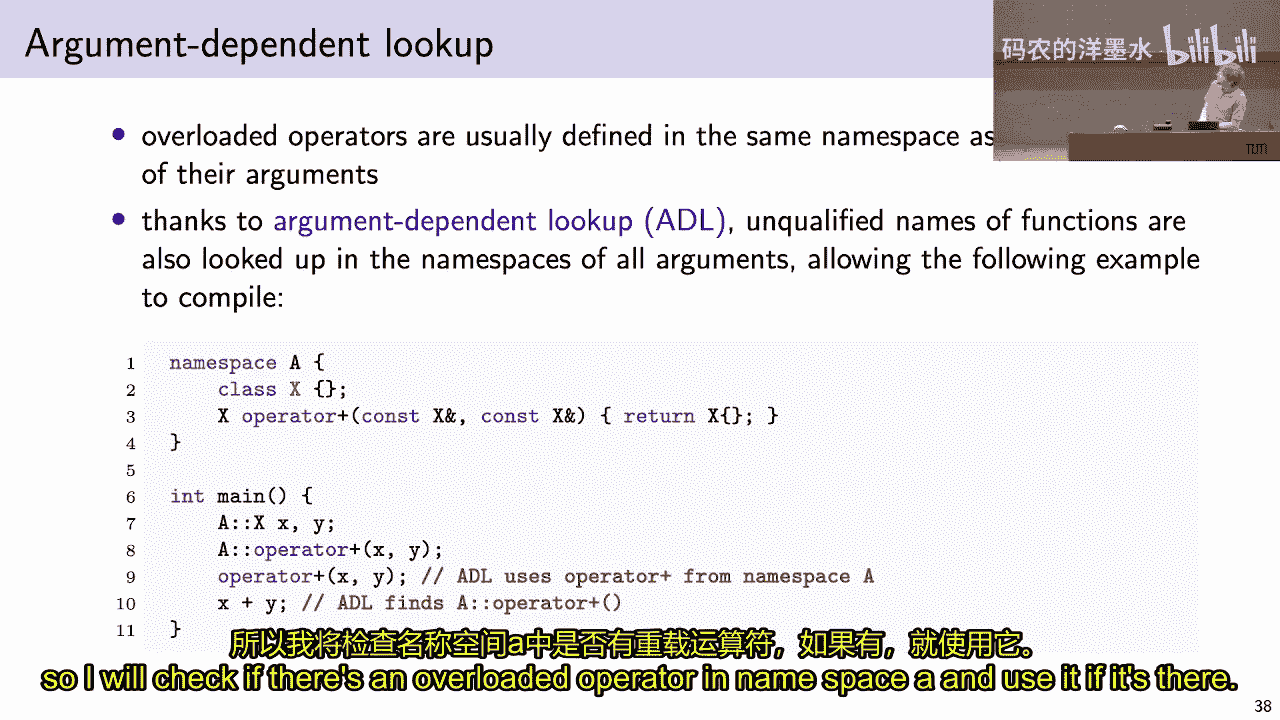 Argument-dependent lookup
码农的洋墨水 bilibili
TUM
• overloaded operators are usually defined in the same namespace as
of their arguments
• thanks to argument-dependent lookup (ADL), unqualified names of functions are
also looked up in the namespaces of all arguments, allowing the following example
to compile:
1 namespace A {
2 class X {};
3 X operator+(const X&, const X&) { return X{}; }
4 }
5
6 int main() {
7 A::X x, y;
8 A::operator+(x, y);
9 operator+(x, y); // ADL uses operator+ from namespace A
10 x + y; // ADL finds A::operator+()
11 }
所以我将检查名称空间a中是否有重载运算符，如果有，就使用它。
so I will check if there's an overloaded operator in name space a and use it if it's there.
38